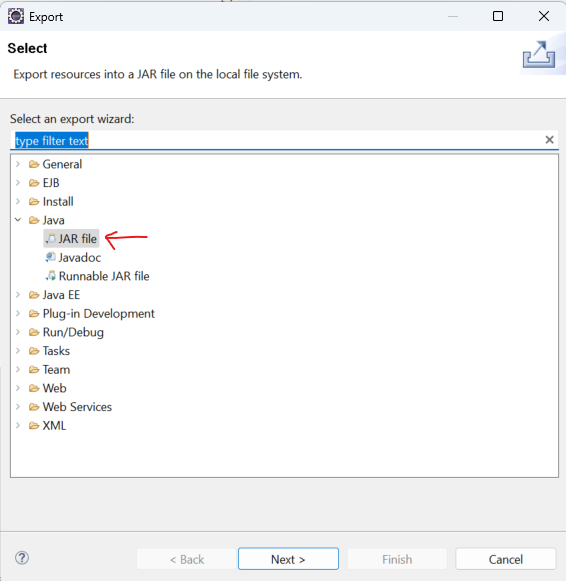 Export
Select
Export resources into a JAR file on the local file system.
Select an export wizard:
type filter text
General
EJB
Install
Java
JAR file
Javadoc
Runnable JAR file
Java EE
Plug-in Development
Run/Debug
Tasks
Team
Web
Web Services
XML
< Back
Next >
Finish
Cancel